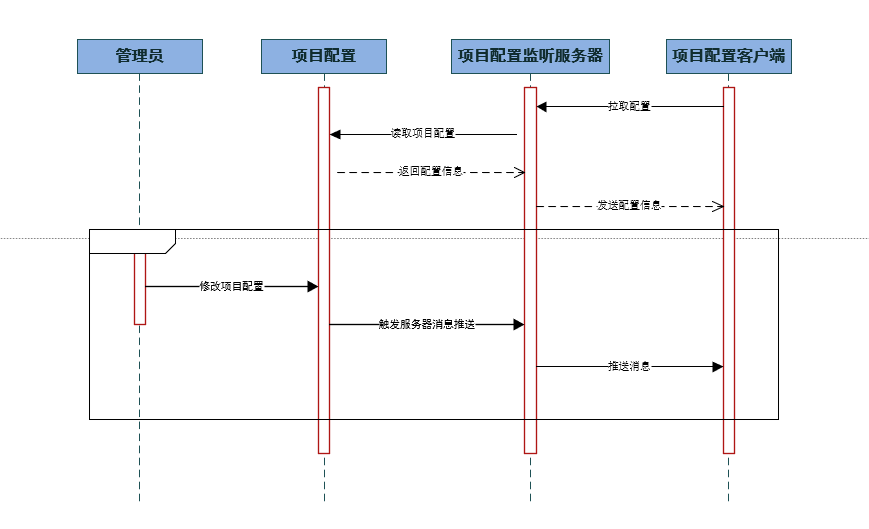 管理员
项目配置
项目配置监听服务器
项目配置客户端
拉取配置
读取项目配置
返回配置信息
发送配置信息
修改项目配置
触发服务器消息推送
推送消息